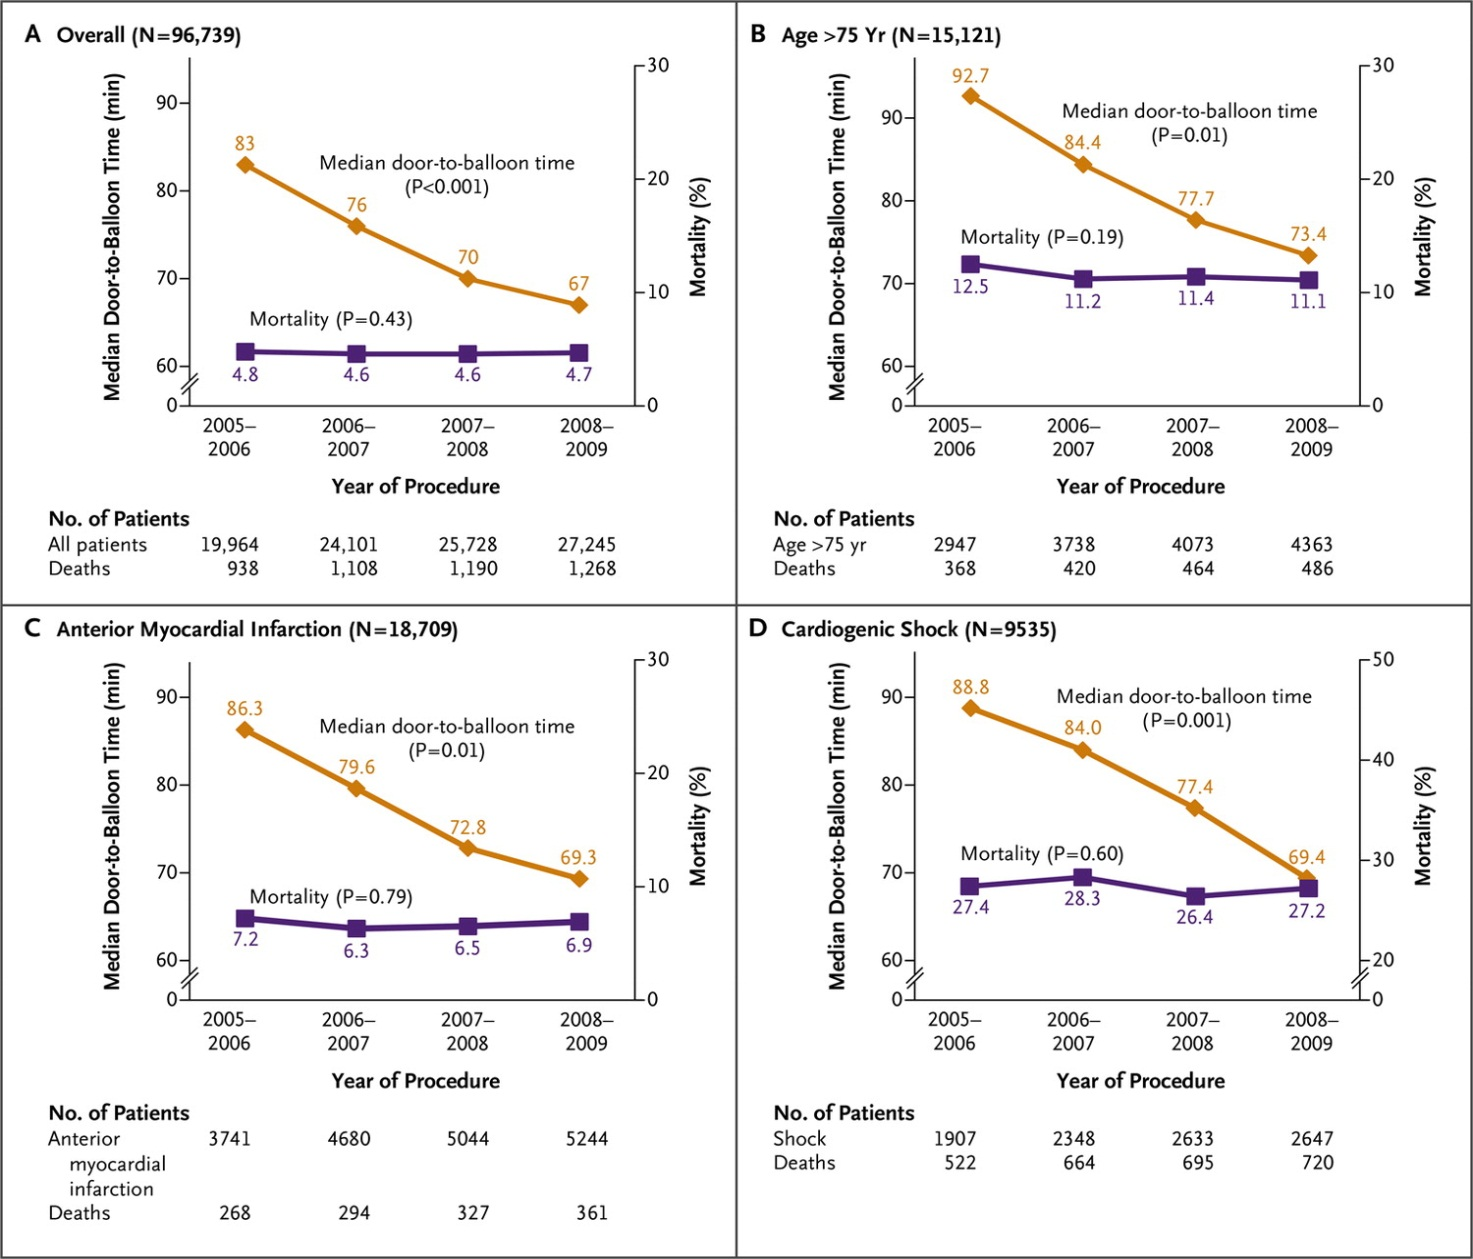 A Overall (N=96,739)
Median Door-to-Balloon Time (min)
90
80
70
60
0
30
20
10
0
Mortality (%)
83
76
70
67
Median door-to-balloon time
(P<0.001)
Mortality (P=0.43)
4.8 4.6 4.6 4.7
2005– 2006– 2007– 2008–
2006 2007 2008 2009
Year of Procedure
No. of Patients
All patients 19,964 24,101 25,728 27,245
Deaths 938 1,108 1,190 1,268
B Age >75 Yr (N=15,121)
Median Door-to-Balloon Time (min)
90
80
70
60
0
30
20
10
0
Mortality (%)
92.7
84.4
77.7
73.4
Median door-to-balloon time
(P=0.01)
Mortality (P=0.19)
12.5 11.2 11.4 11.1
2005– 2006– 2007– 2008–
2006 2007 2008 2009
Year of Procedure
No. of Patients
Age >75 yr 2947 3738 4073 4363
Deaths 368 420 464 486
C Anterior Myocardial Infarction (N=18,709)
Median Door-to-Balloon Time (min)
90
80
70
60
0
30
20
10
0
Mortality (%)
86.3
79.6
72.8
69.3
Median door-to-balloon time
(P=0.01)
Mortality (P=0.79)
7.2 6.3 6.5 6.9
2005– 2006– 2007– 2008–
2006 2007 2008 2009
Year of Procedure
No. of Patients
Anterior 3741 4680 5044 5244
myocardial
infarction
Deaths 268 294 327 361
D Cardiogenic Shock (N=9535)
Median Door-to-Balloon Time (min)
90
80
70
60
0
50
40
30
20
0
Mortality (%)
88.8
84.0
77.4
69.4
Median door-to-balloon time
(P=0.001)
Mortality (P=0.60)
27.4 28.3 26.4 27.2
2005– 2006– 2007– 2008–
2006 2007 2008 2009
Year of Procedure
No. of Patients
Shock 1907 2348 2633 2647
Deaths 522 664 695 720